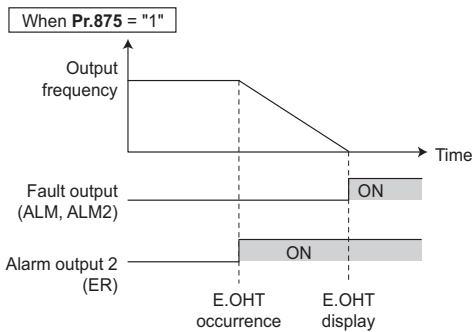 When Pr.875 = "1"
Output
frequency
Time
Fault output
(ALM, ALM2)
ON
Alarm output 2
(ER)
ON
E.OHT
occurrence
E.OHT
display